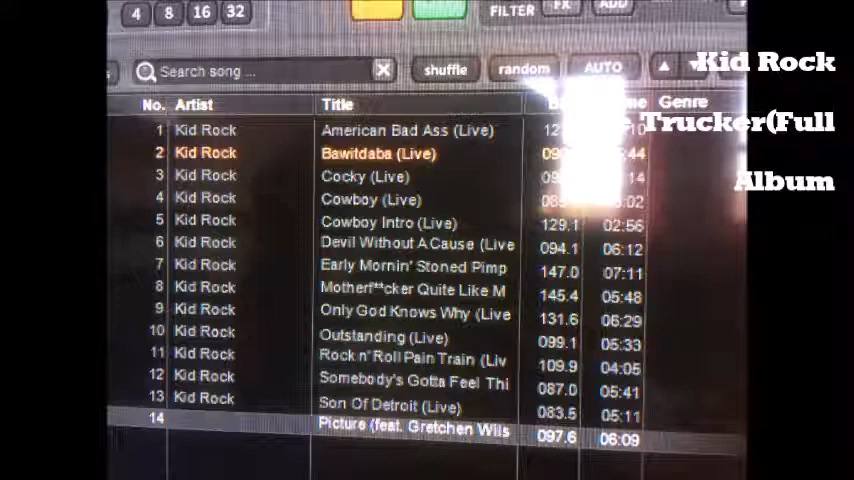 4 8 16 32 FILTER FX ADD
Search song ... shuffle random AUTO
Kid Rock
Trucker(Full
Album
No. Artist Title Genre
1 Kid Rock American Bad Ass (Live)
2 Kid Rock Bawitdaba (Live) :44
3 Kid Rock Cocky (Live) :14
4 Kid Rock Cowboy (Live) :02
5 Kid Rock Cowboy Intro (Live) 129.1 02:56
6 Kid Rock Devil Without A Cause (Live 094.1 06:12
7 Kid Rock Early Mornin' Stoned Pimp 147.0 07:11
8 Kid Rock Motherf**cker Quite Like M 145.4 05:48
9 Kid Rock Only God Knows Why (Live 131.6 06:29
10 Kid Rock Outstanding (Live) 099.1 05:33
11 Kid Rock Rock n' Roll Pain Train (Liv 109.9 04:05
12 Kid Rock Somebody's Gotta Feel Thi 087.0 05:41
13 Kid Rock Son Of Detroit (Live) 083.5 05:11
14 Picture (feat. Gretchen Wils 097.6 06:09